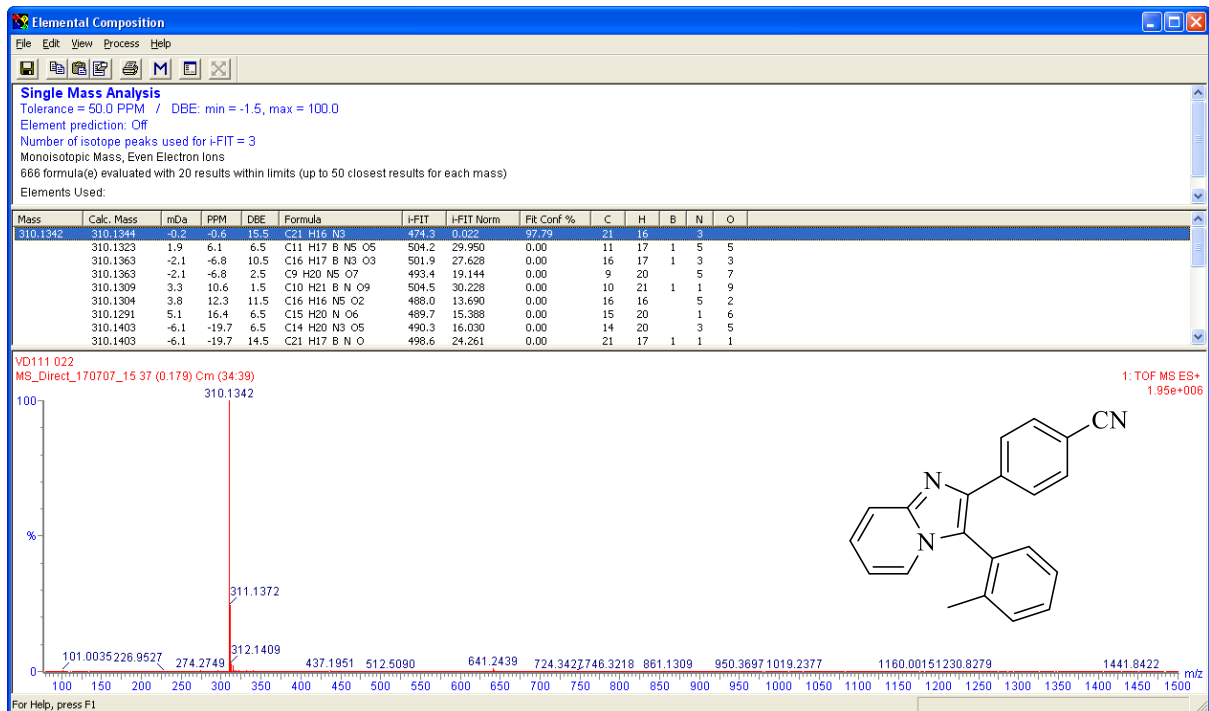 Elemental Composition
File Edit View Process Help
M
Single Mass Analysis
Tolerance = 50.0 PPM / DBE: min = -1.5, max = 100.0
Element prediction: Off
Number of isotope peaks used for i-FIT = 3
Monoisotopic Mass, Even Electron Ions
666 formula(e) evaluated with 20 results within limits (up to 50 closest results for each mass)
Elements Used:
Mass Calc. Mass mDa PPM DBE Formula i-FIT i-FIT Norm Fit Conf % C H B N O
310.1342 310.1344 -0.2 -0.6 15.5 C21 H16 N3 474.3 0.022 97.79 21 16 3
310.1323 1.9 6.1 6.5 C11 H17 B N5 O5 504.2 29.950 0.00 11 17 1 5 5
310.1363 -2.1 -6.8 10.5 C16 H17 B N3 O3 501.9 27.628 0.00 16 17 1 3 3
310.1363 -2.1 -6.8 2.5 C9 H20 N5 O7 493.4 19.144 0.00 9 20 5 7
310.1309 3.3 10.6 1.5 C10 H21 B N O9 504.5 30.228 0.00 10 21 1 1 9
310.1304 3.8 12.3 11.5 C16 H16 N5 O2 488.0 13.690 0.00 16 16 5 2
310.1291 5.1 16.4 6.5 C15 H20 N O6 489.7 15.388 0.00 15 20 1 6
310.1403 -6.1 -19.7 6.5 C14 H20 N3 O5 490.3 16.030 0.00 14 20 3 5
310.1403 -6.1 -19.7 14.5 C21 H17 B N O 498.6 24.261 0.00 21 17 1 1 1
VD111 022
MS_Direct_170707_15 37 (0.179) Cm (34:39)
1: TOF MS ES+
1.95e+006
310.1342
100
CN
N
N
%
311.1372
312.1409
101.0035 226.9527 274.2749 437.1951 512.5090 641.2439 724.3427 746.3218 861.1309 950.3697 1019.2377 1160.0015 1230.8279 1441.8422
0
m/z
100 150 200 250 300 350 400 450 500 550 600 650 700 750 800 850 900 950 1000 1050 1100 1150 1200 1250 1300 1350 1400 1450 1500
For Help, press F1